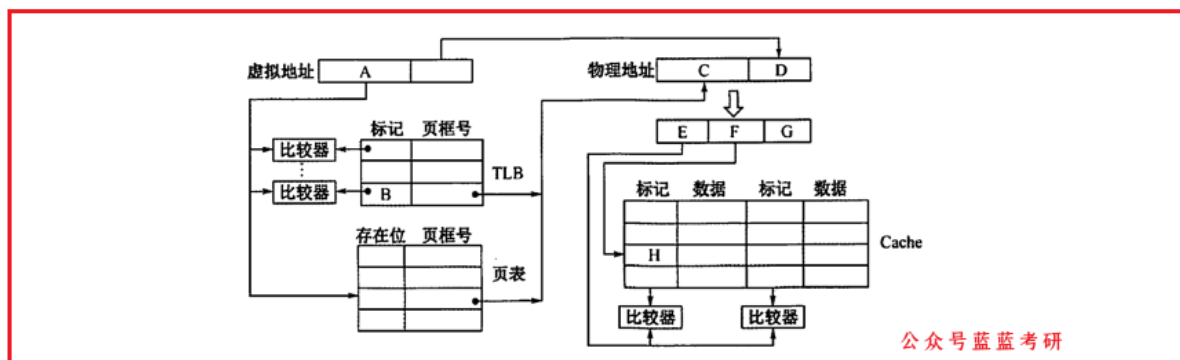 虚拟地址 A
物理地址 C D
标记 页框号
比较器
比较器 B
TLB
E F G
存在位 页框号
页表
标记 数据 标记 数据
H
Cache
比较器 比较器
公众号蓝蓝考研